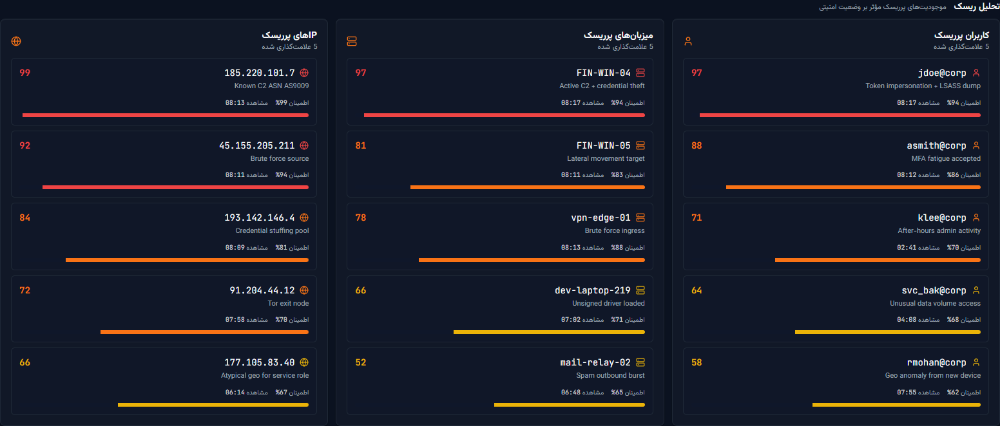 تحلیل ریسک موجودیت‌های پرریسک مؤثر بر وضعیت امنیتی
کاربران پرریسک
5 علامت‌گذاری شده
jdoe@corp 97
Token impersonation + LSASS dump
اطمینان %94 مشاهده 08:17
asmith@corp 88
MFA fatigue accepted
اطمینان %86 مشاهده 08:12
klee@corp 71
After-hours admin activity
اطمینان %70 مشاهده 02:41
svc_bak@corp 64
Unusual data volume access
اطمینان %68 مشاهده 04:08
rmohan@corp 58
Geo anomaly from new device
اطمینان %62 مشاهده 07:55
میزبان‌های پرریسک
5 علامت‌گذاری شده
FIN-WIN-04 97
Active C2 + credential theft
اطمینان %94 مشاهده 08:17
FIN-WIN-05 81
Lateral movement target
اطمینان %83 مشاهده 08:11
vpn-edge-01 78
Brute force ingress
اطمینان %88 مشاهده 08:13
dev-laptop-219 66
Unsigned driver loaded
اطمینان %71 مشاهده 07:02
mail-relay-02 52
Spam outbound burst
اطمینان %65 مشاهده 06:48
IPهای پرریسک
5 علامت‌گذاری شده
185.220.101.7 99
Known C2 ASN AS9009
اطمینان %99 مشاهده 08:13
45.155.205.211 92
Brute force source
اطمینان %94 مشاهده 08:11
193.142.146.4 84
Credential stuffing pool
اطمینان %81 مشاهده 08:09
91.204.44.12 72
Tor exit node
اطمینان %70 مشاهده 07:58
177.105.83.40 66
Atypical geo for service role
اطمینان %67 مشاهده 06:14